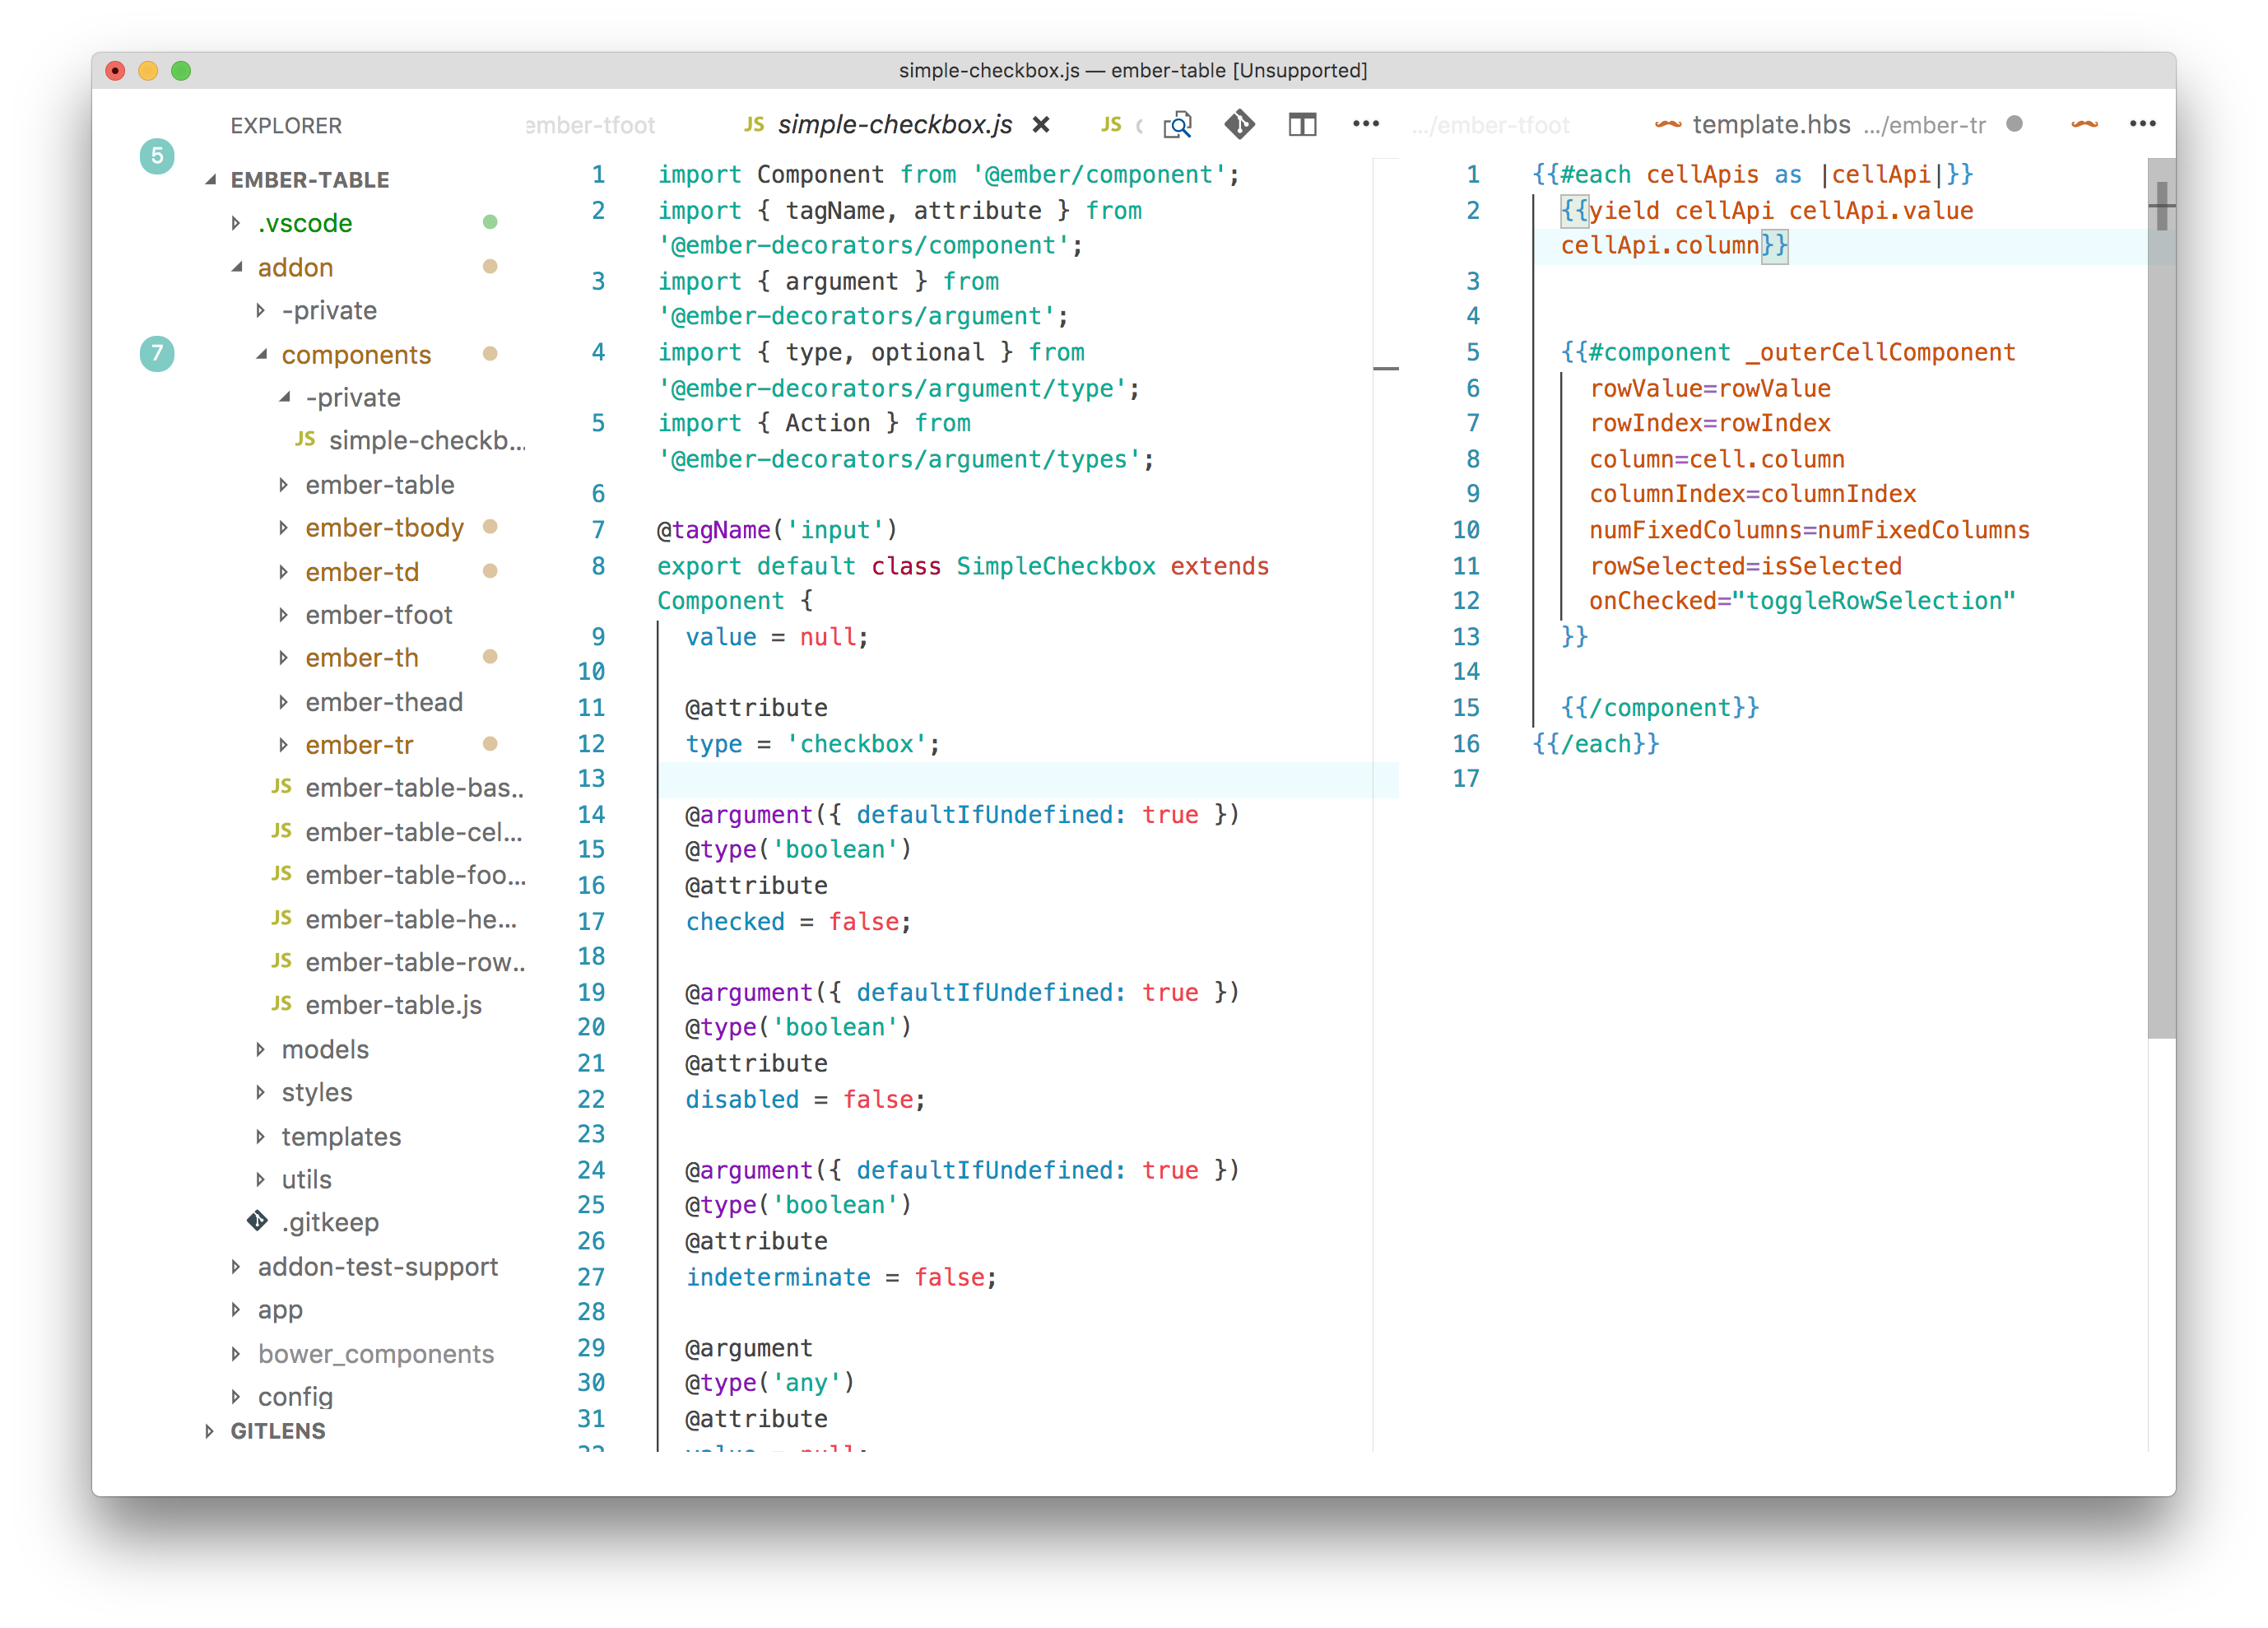 simple-checkbox.js — ember-table [Unsupported]
EXPLORER
5
7
EMBER-TABLE
.vscode
addon
-private
components
-private
JS simple-checkb...
ember-table
ember-tbody
ember-td
ember-tfoot
ember-th
ember-thead
ember-tr
JS ember-table-bas..
JS ember-table-cel...
JS ember-table-foo...
JS ember-table-he...
JS ember-table-row..
JS ember-table.js
models
styles
templates
utils
.gitkeep
addon-test-support
app
bower_components
config
GITLENS
ember-tfoot JS simple-checkbox.js JS
1 import Component from '@ember/component';
2 import { tagName, attribute } from
'@ember-decorators/component';
3 import { argument } from
'@ember-decorators/argument';
4 import { type, optional } from
'@ember-decorators/argument/type';
5 import { Action } from
'@ember-decorators/argument/types';
6
7 @tagName('input')
8 export default class SimpleCheckbox extends
Component {
9 value = null;
10
11 @attribute
12 type = 'checkbox';
13
14 @argument({ defaultIfUndefined: true })
15 @type('boolean')
16 @attribute
17 checked = false;
18
19 @argument({ defaultIfUndefined: true })
20 @type('boolean')
21 @attribute
22 disabled = false;
23
24 @argument({ defaultIfUndefined: true })
25 @type('boolean')
26 @attribute
27 indeterminate = false;
28
29 @argument
30 @type('any')
31 @attribute
32 value = null;
.../ember-tfoot template.hbs .../ember-tr
1 {{#each cellApis as |cellApi|}}
2 {{yield cellApi cellApi.value
cellApi.column}}
3
4
5 {{#component _outerCellComponent
6 rowValue=rowValue
7 rowIndex=rowIndex
8 column=cell.column
9 columnIndex=columnIndex
10 numFixedColumns=numFixedColumns
11 rowSelected=isSelected
12 onChecked="toggleRowSelection"
13 }}
14
15 {{/component}}
16 {{/each}}
17